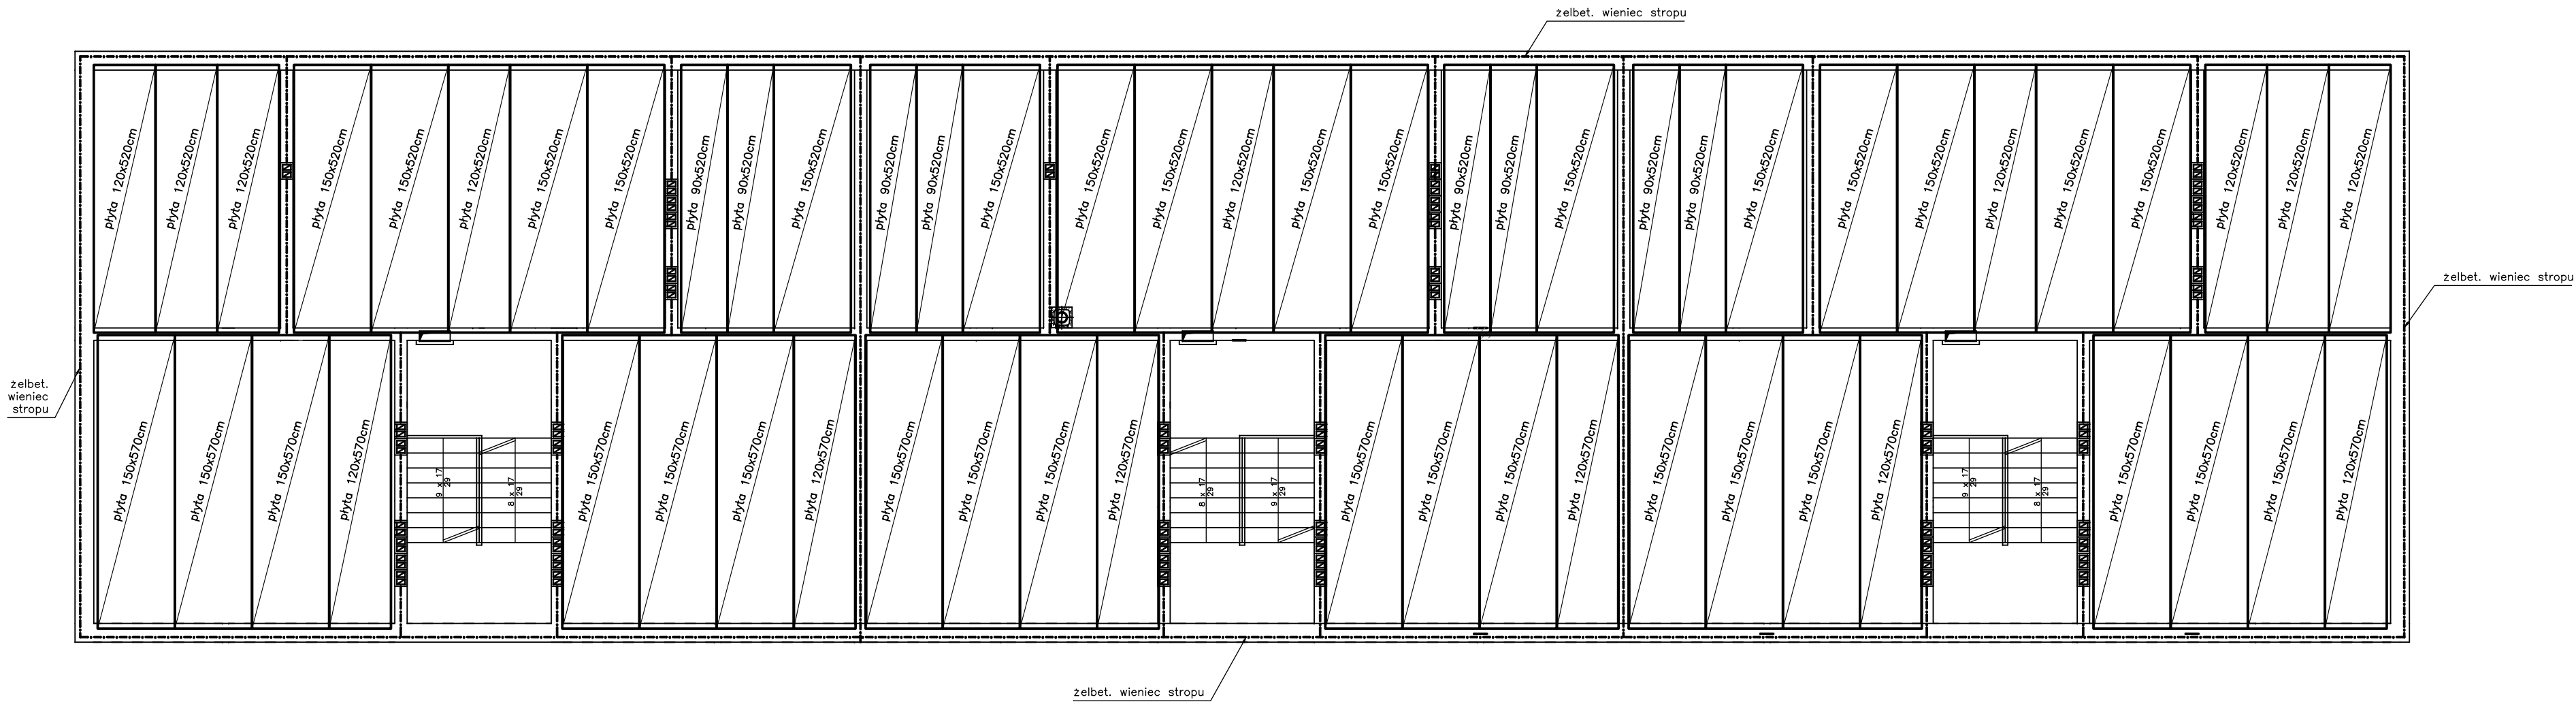 żelbet. wieniec stropu
płyta 120x520cm
płyta 120x520cm
płyta 120x520cm
płyta 150x520cm
płyta 150x520cm
płyta 120x520cm
płyta 150x520cm
płyta 150x520cm
płyta 90x520cm
płyta 90x520cm
płyta 150x520cm
płyta 90x520cm
płyta 90x520cm
płyta 150x520cm
płyta 150x520cm
płyta 150x520cm
płyta 120x520cm
płyta 150x520cm
płyta 150x520cm
płyta 90x520cm
płyta 90x520cm
płyta 150x520cm
płyta 90x520cm
płyta 90x520cm
płyta 150x520cm
płyta 150x520cm
płyta 150x520cm
płyta 120x520cm
płyta 150x520cm
płyta 150x520cm
płyta 120x520cm
płyta 120x520cm
płyta 120x520cm
żelbet. wieniec stropu
żelbet.
wieniec
stropu
płyta 150x570cm
płyta 150x570cm
płyta 150x570cm
płyta 120x570cm
9 x 17
29
8 x 17
29
płyta 150x570cm
płyta 150x570cm
płyta 150x570cm
płyta 120x570cm
płyta 150x570cm
płyta 150x570cm
płyta 150x570cm
płyta 120x570cm
8 x 17
29
9 x 17
29
płyta 150x570cm
płyta 150x570cm
płyta 150x570cm
płyta 120x570cm
płyta 150x570cm
płyta 150x570cm
płyta 150x570cm
płyta 120x570cm
9 x 17
29
8 x 17
29
płyta 150x570cm
płyta 150x570cm
płyta 150x570cm
płyta 120x570cm
żelbet. wieniec stropu